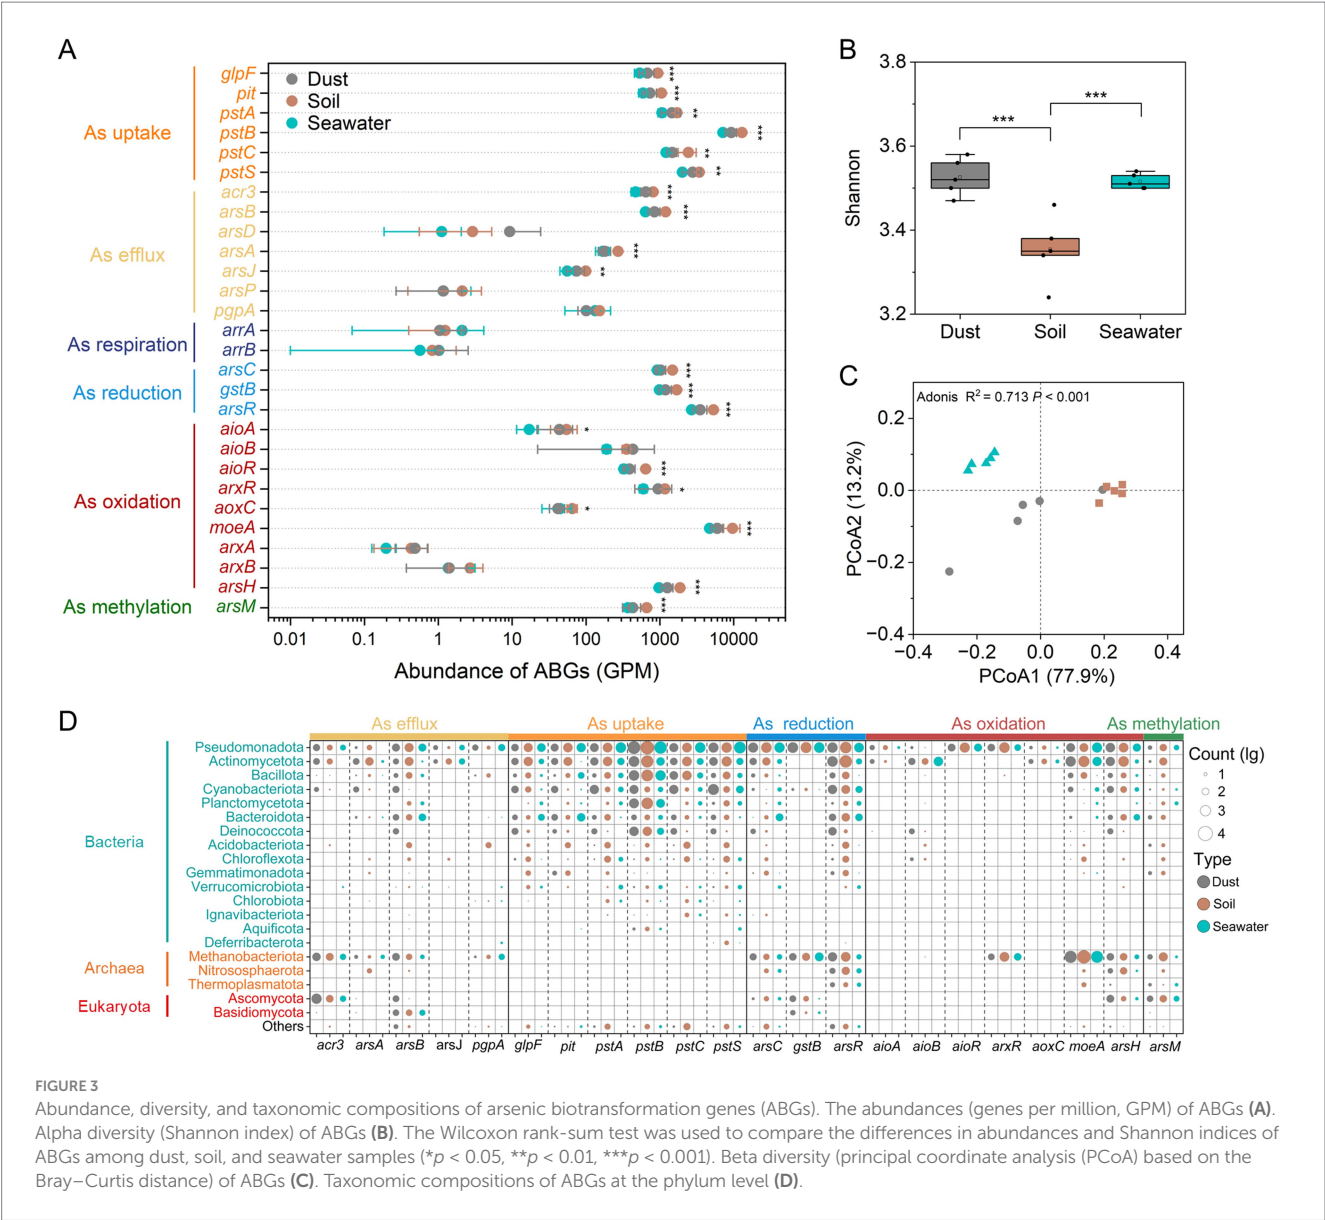 A
As uptake
As efflux
As respiration
As reduction
As oxidation
As methylation
glpF
pit
pstA
pstB
pstC
pstS
acr3
arsB
arsD
arsA
arsJ
arsP
pgpA
arrA
arrB
arsC
gstB
arsR
aioA
aioB
aioR
arxR
aoxC
moeA
arxA
arxB
arsH
arsM
Dust
Soil
Seawater
***
***
**
***
**
**
***
***
***
**
***
***
***
*
***
*
*
***
***
***
0.01 0.1 1 10 100 1000 10000
Abundance of ABGs (GPM)
B
Shannon
3.8
3.6
3.4
3.2
***
***
Dust Soil Seawater
C
Adonis R² = 0.713 P < 0.001
PCoA2 (13.2%)
0.2
0.0
−0.2
−0.4
−0.4 −0.2 0.0 0.2 0.4
PCoA1 (77.9%)
D
As efflux As uptake As reduction As oxidation As methylation
Bacteria
Archaea
Eukaryota
Pseudomonadota
Actinomycetota
Bacillota
Cyanobacteriota
Planctomycetota
Bacteroidota
Deinococcota
Acidobacteriota
Chloroflexota
Gemmatimonadota
Verrucomicrobiota
Chlorobiota
Ignavibacteriota
Aquificota
Deferribacterota
Methanobacteriota
Nitrososphaerota
Thermoplasmatota
Ascomycota
Basidiomycota
Others
acr3 arsA arsB arsJ pgpA glpF pit pstA pstB pstC pstS arsC gstB arsR aioA aioB aioR arxR aoxC moeA arsH arsM
Count (lg)
1
2
3
4
Type
Dust
Soil
Seawater
FIGURE 3
Abundance, diversity, and taxonomic compositions of arsenic biotransformation genes (ABGs). The abundances (genes per million, GPM) of ABGs (A).
Alpha diversity (Shannon index) of ABGs (B). The Wilcoxon rank-sum test was used to compare the differences in abundances and Shannon indices of
ABGs among dust, soil, and seawater samples (*p < 0.05, **p < 0.01, ***p < 0.001). Beta diversity (principal coordinate analysis (PCoA) based on the
Bray–Curtis distance) of ABGs (C). Taxonomic compositions of ABGs at the phylum level (D).